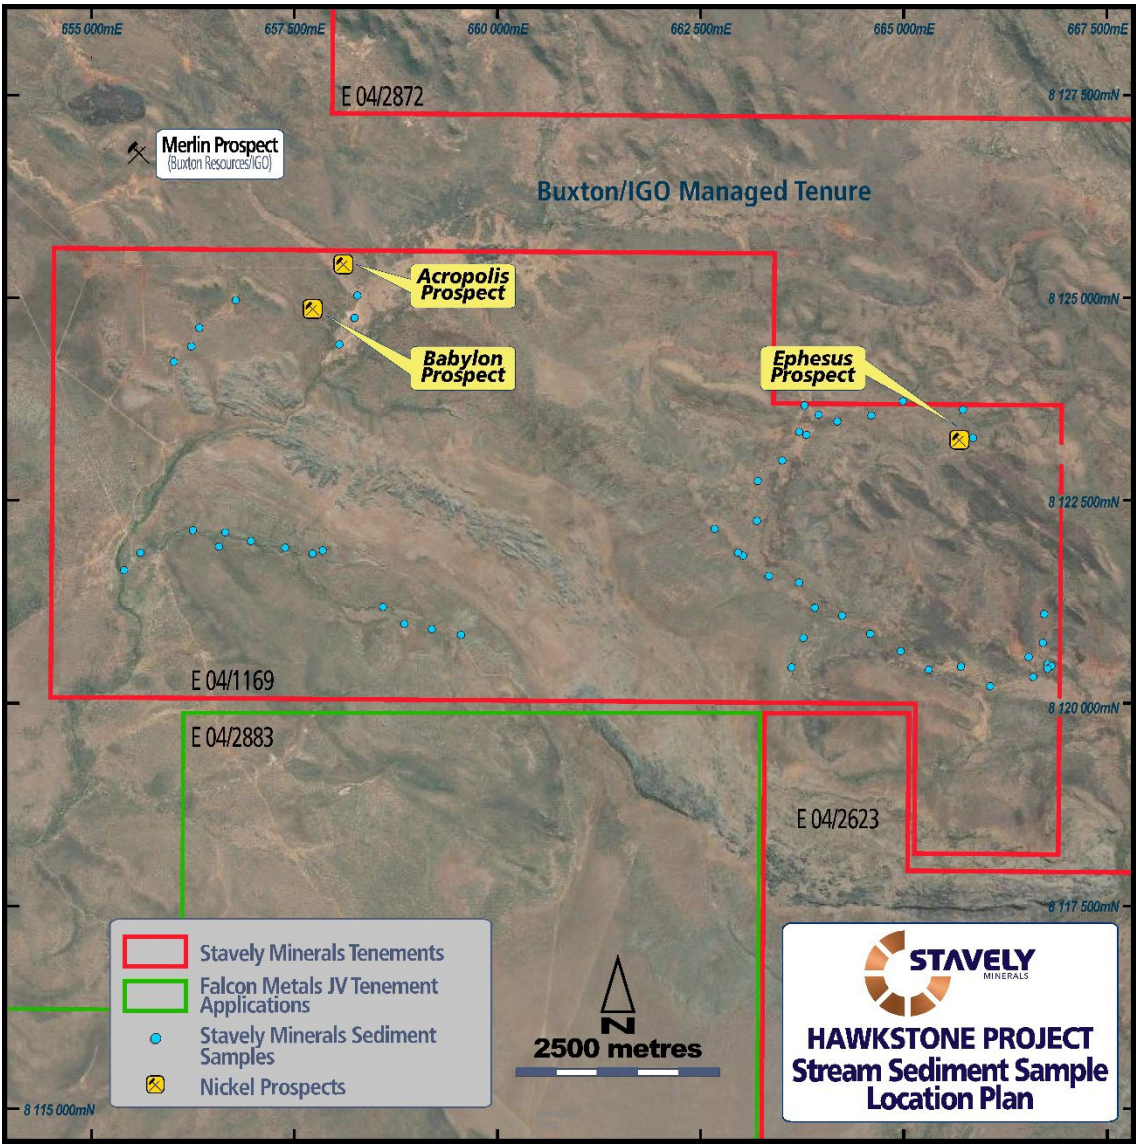 655 000mE
657 500mE
660 000mE
662 500mE
665 000mE
667 500mE
E 04/2872
8 127 500mN
Merlin Prospect
(Buxton Resources/IGO)
Buxton/IGO Managed Tenure
Acropolis
Prospect
8 125 000mN
Babylon
Prospect
Ephesus
Prospect
8 122 500mN
E 04/1169
8 120 000mN
E 04/2883
E 04/2623
8 117 500mN
Stavely Minerals Tenements
Falcon Metals JV Tenement
Applications
Stavely Minerals Sediment
Samples
Nickel Prospects
N
2500 metres
STAVELY
MINERALS
HAWKSTONE PROJECT
Stream Sediment Sample
Location Plan
8 115 000mN